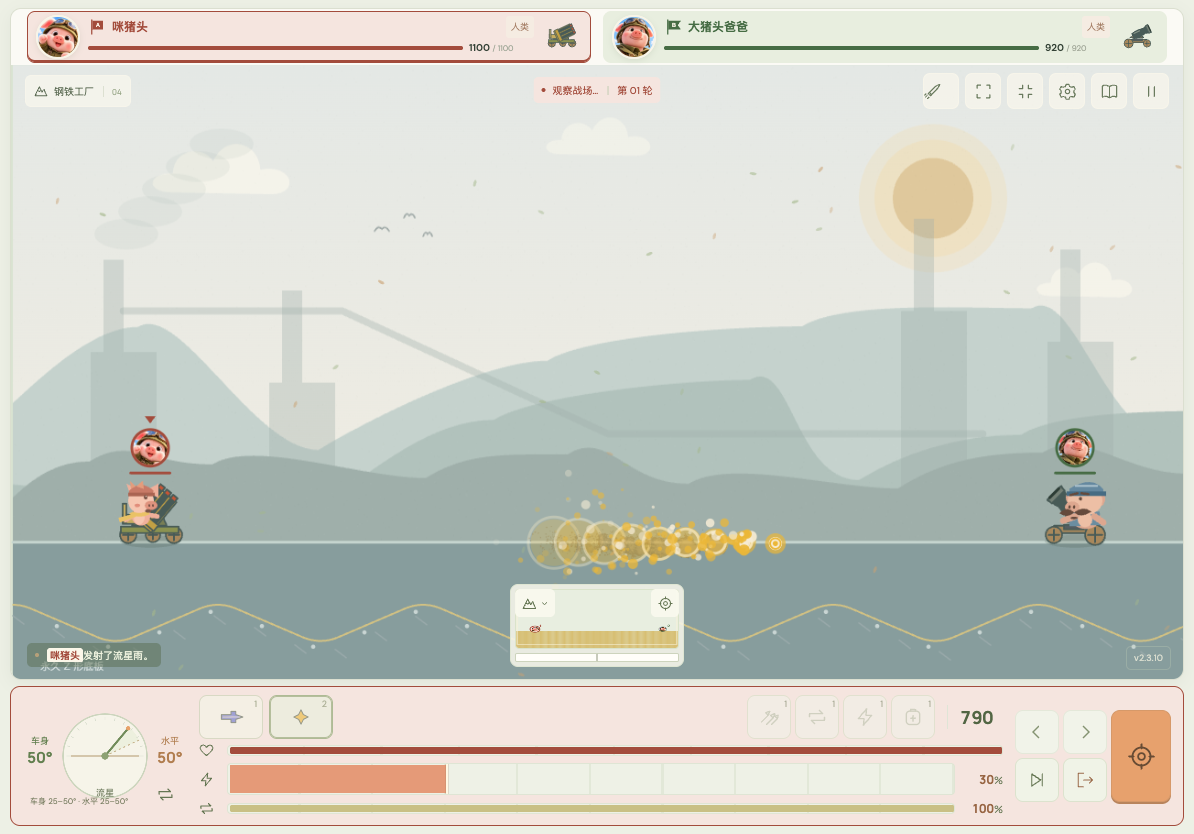 咪猪头
人类
1100 / 1100
大猪头爸爸
人类
920 / 920
钢铁工厂 04
观察战场… 第 01 轮
咪猪头发射了流星雨。
v2.3.10
车身
50°
水平
50°
流星
车身 25–50° · 水平 25–50°
1
2
1
1
1
1
790
30%
100%